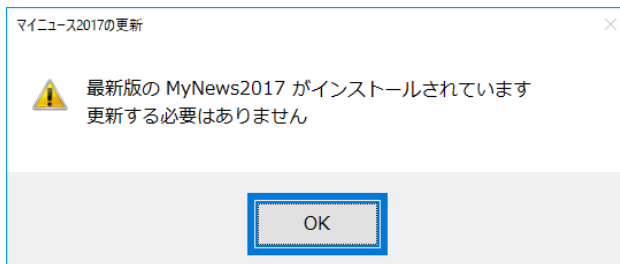 マイニュース2017の更新
最新版の MyNews2017 がインストールされています
更新する必要はありません
OK